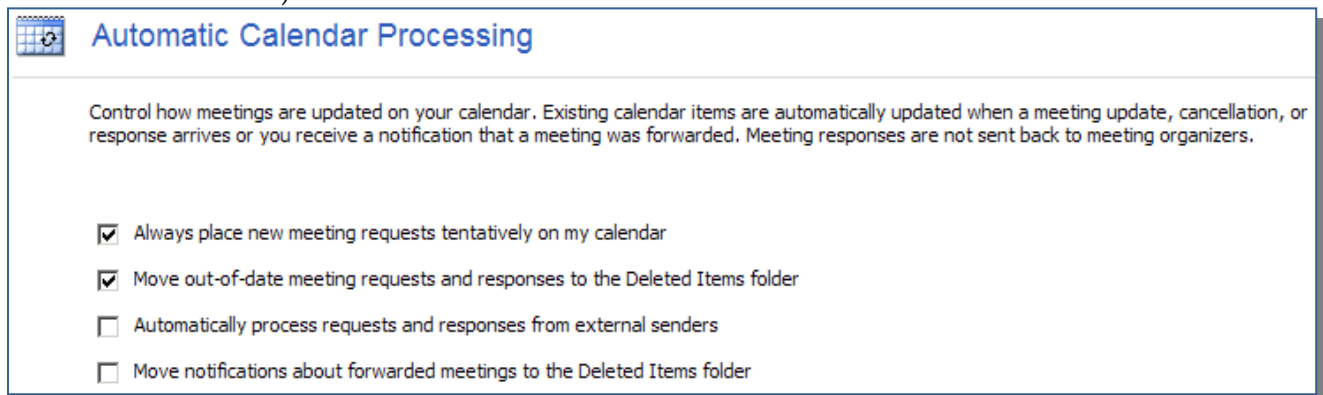 Automatic Calendar Processing
Control how meetings are updated on your calendar. Existing calendar items are automatically updated when a meeting update, cancellation, or
response arrives or you receive a notification that a meeting was forwarded. Meeting responses are not sent back to meeting organizers.
Always place new meeting requests tentatively on my calendar
Move out-of-date meeting requests and responses to the Deleted Items folder
Automatically process requests and responses from external senders
Move notifications about forwarded meetings to the Deleted Items folder